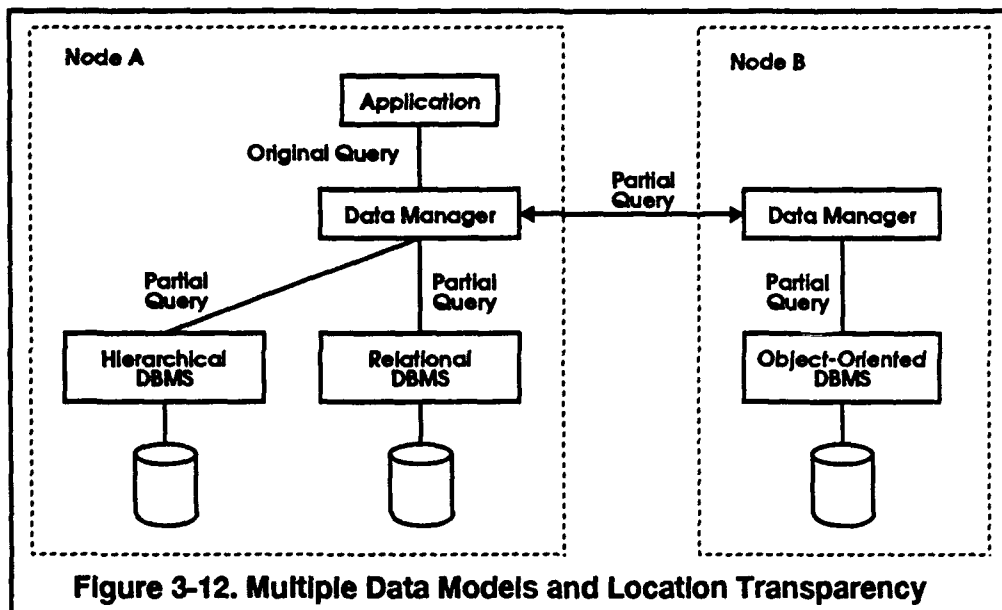 Node A
Node B
Application
Original Query
Partial
Query
Data Manager
Data Manager
Partial
Query
Partial
Query
Partial
Query
Hierarchical
DBMS
Relational
DBMS
Object-Oriented
DBMS
Figure 3-12. Multiple Data Models and Location Transparency